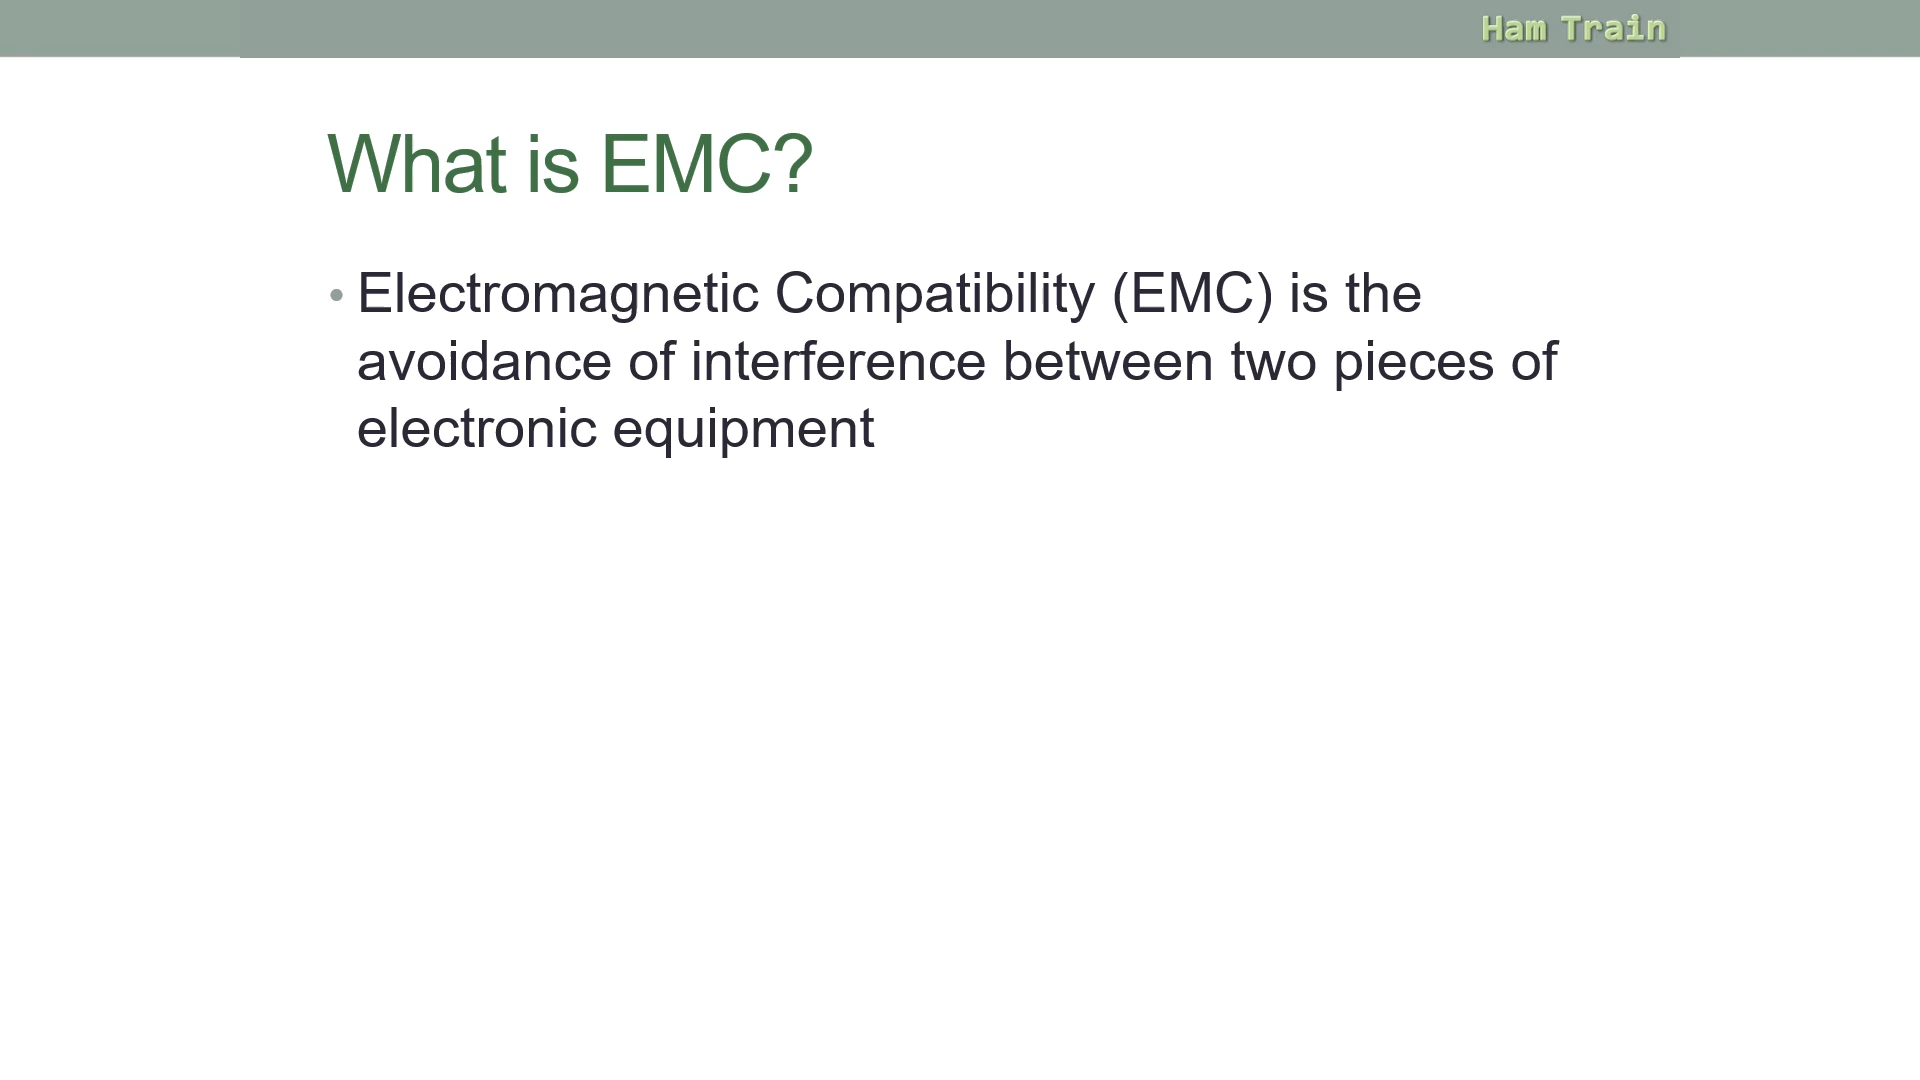 Ham Train
What is EMC?
• Electromagnetic Compatibility (EMC) is the
avoidance of interference between two pieces of
electronic equipment